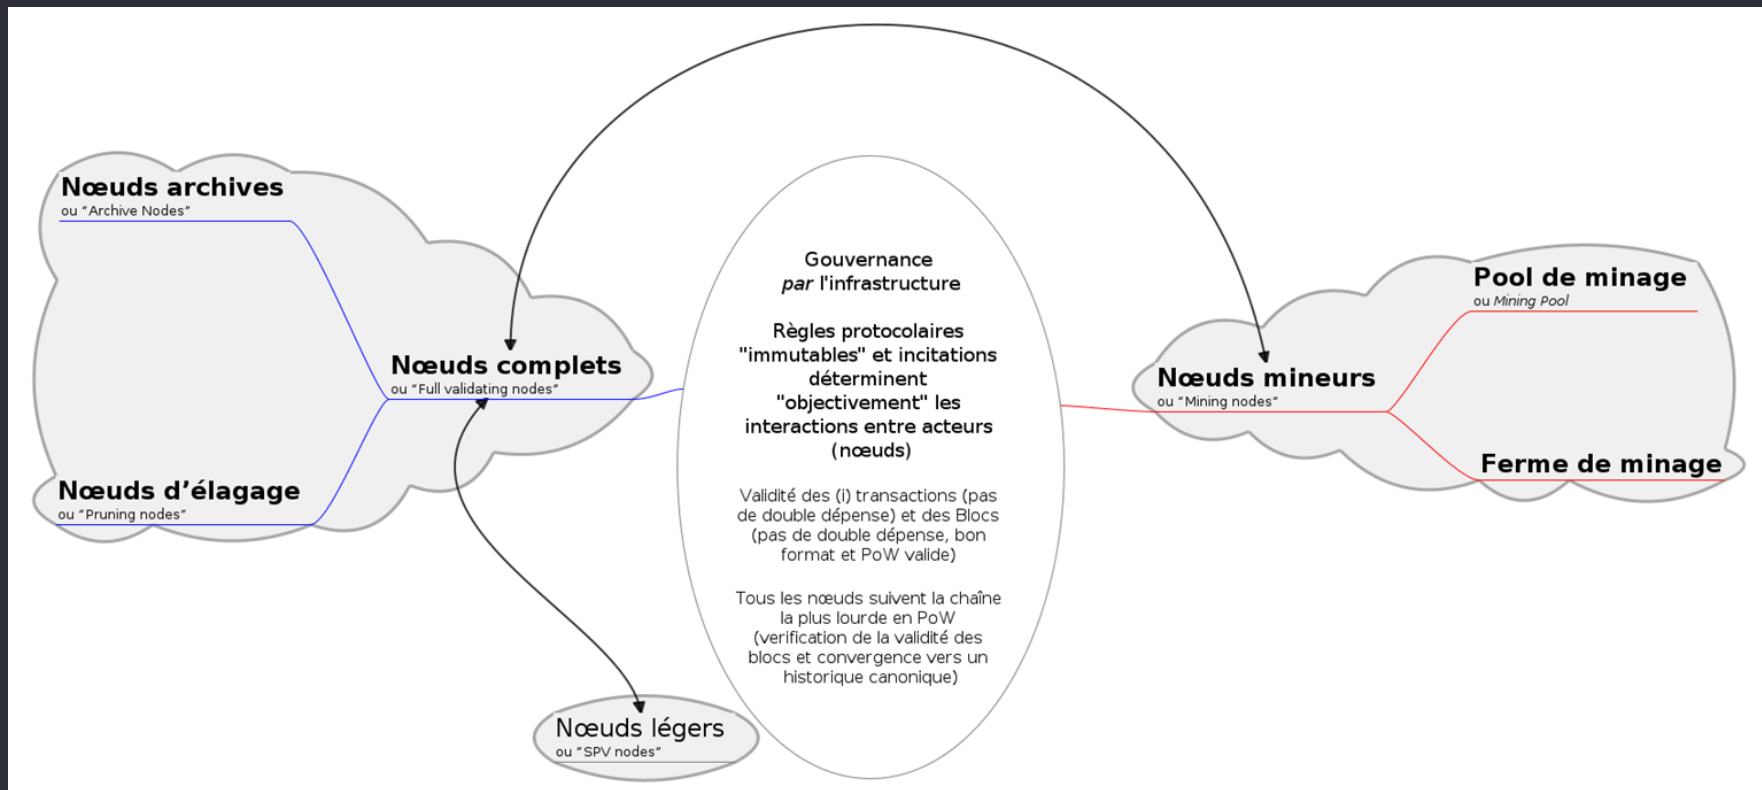 Nœuds archives
ou “Archive Nodes”
Nœuds complets
ou “Full validating nodes”
Nœuds d’élagage
ou “Pruning nodes”
Nœuds légers
ou “SPV nodes”
Gouvernance
par l'infrastructure
Règles protocolaires
"immutables" et incitations
déterminent
"objectivement" les
interactions entre acteurs
(nœuds)
Validité des (i) transactions (pas
de double dépense) et des Blocs
(pas de double dépense, bon
format et PoW valide)
Tous les nœuds suivent la chaîne
la plus lourde en PoW
(verification de la validité des
blocs et convergence vers un
historique canonique)
Nœuds mineurs
ou “Mining nodes”
Pool de minage
ou Mining Pool
Ferme de minage